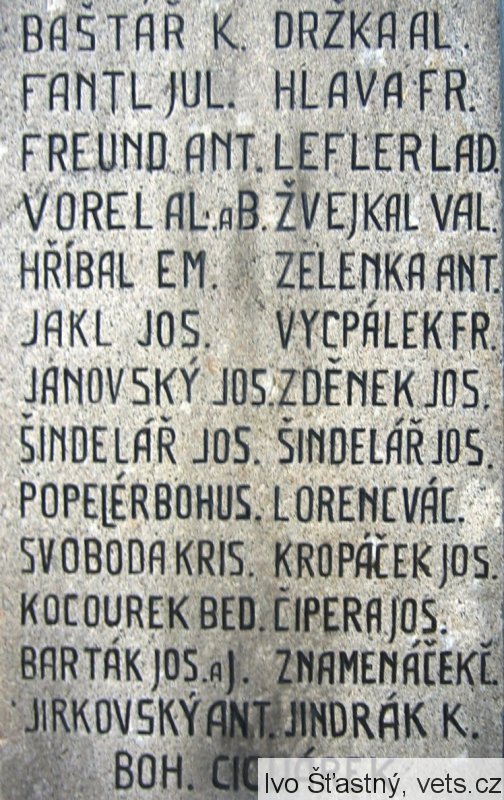 BAŠTÁŘ K. DRŽKA AL.
FANTL JUL. HLAVA FR.
FREUND ANT. LEFLER LAD.
VOREL AL. a B. ŽVEJKAL VAL.
HŘÍBAL EM. ZELENKA ANT.
JAKL JOS. VYCPÁLEK FR.
JANOVSKÝ JOS. ZDĚNEK JOS.
ŠINDELÁŘ JOS. ŠINDELÁŘ JOS.
POPELÉR BOHUS. LORENC VÁC.
SVOBODA KRIS. KROPÁČEK JOS.
KOCOUREK BED. ČIPERA JOS.
BARTÁK JOS. a J. ZNAMENÁČEK Č.
JIRKOVSKÝ ANT. JINDRÁK K.
BOH.
Ivo Šťastný, vets.cz